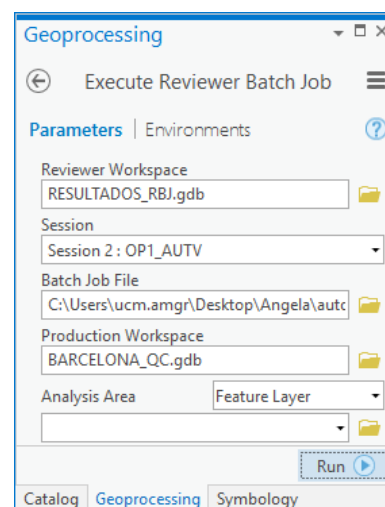 Geoprocessing
Execute Reviewer Batch Job
Parameters | Environments
Reviewer Workspace
RESULTADOS_RBJ.gdb
Session
Session 2 : OP1_AUTV
Batch Job File
C:\Users\ucm.amgr\Desktop\Angela\autc
Production Workspace
BARCELONA_QC.gdb
Analysis Area Feature Layer
Run
Catalog Geoprocessing Symbology